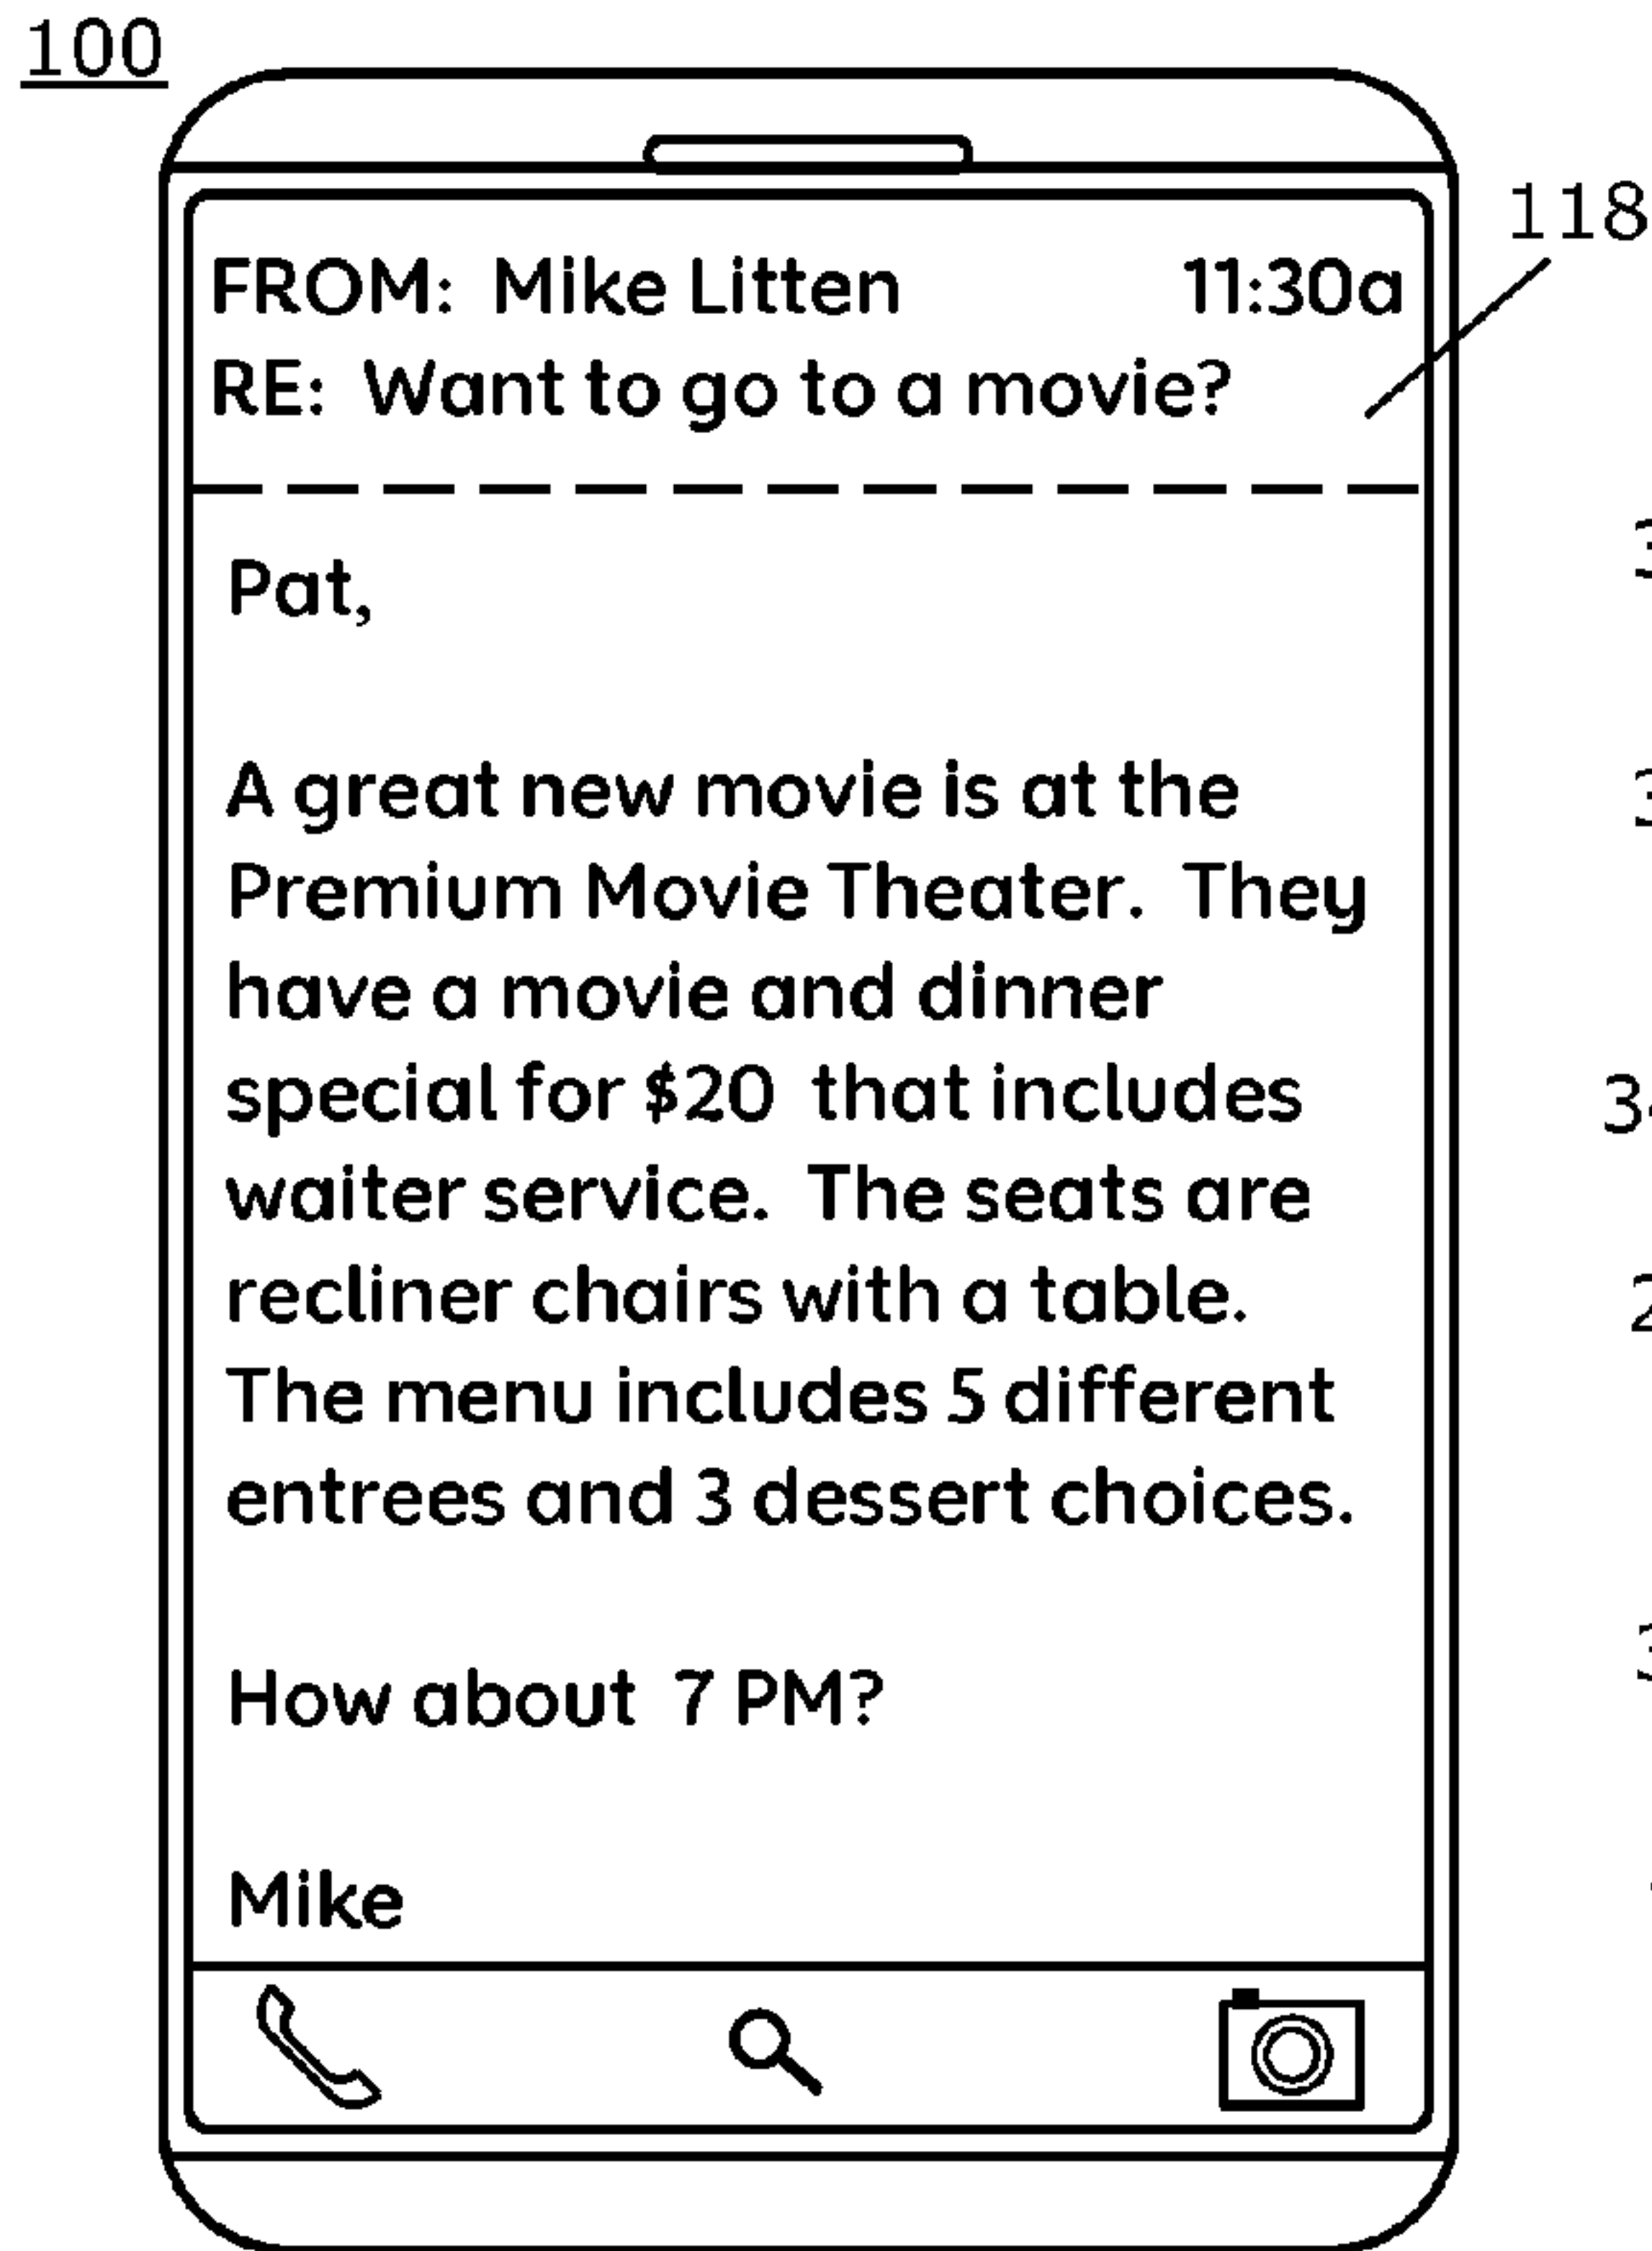 100
118
FROM: Mike Litten 11:30a
RE: Want to go to a movie?
Pat,
A great new movie is at the
Premium Movie Theater. They
have a movie and dinner
special for $20 that includes
waiter service. The seats are
recliner chairs with a table.
The menu includes 5 different
entrees and 3 dessert choices.
How about 7 PM?
Mike